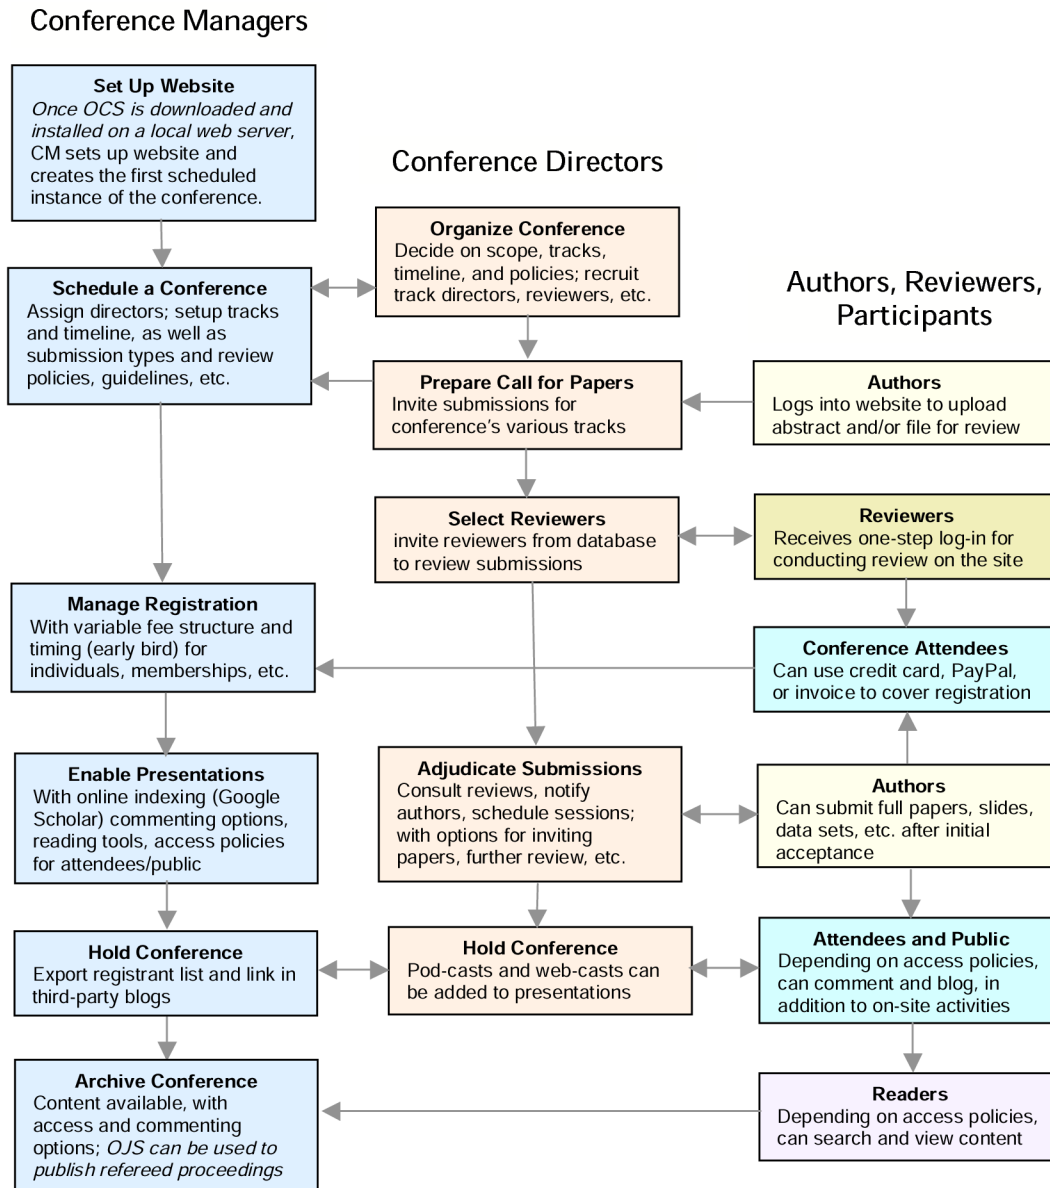 Conference Managers
Set Up Website
Once OCS is downloaded and
installed on a local web server,
CM sets up website and
creates the first scheduled
instance of the conference.
Schedule a Conference
Assign directors; setup tracks
and timeline, as well as
submission types and review
policies, guidelines, etc.
Manage Registration
With variable fee structure and
timing (early bird) for
individuals, memberships, etc.
Enable Presentations
With online indexing (Google
Scholar) commenting options,
reading tools, access policies
for attendees/public
Hold Conference
Export registrant list and link in
third-party blogs
Archive Conference
Content available, with
access and commenting
options; OJS can be used to
publish refereed proceedings
Conference Directors
Organize Conference
Decide on scope, tracks,
timeline, and policies; recruit
track directors, reviewers, etc.
Prepare Call for Papers
Invite submissions for
conference's various tracks
Select Reviewers
invite reviewers from database
to review submissions
Adjudicate Submissions
Consult reviews, notify
authors, schedule sessions;
with options for inviting
papers, further review, etc.
Hold Conference
Pod-casts and web-casts can
be added to presentations
Authors, Reviewers,
Participants
Authors
Logs into website to upload
abstract and/or file for review
Reviewers
Receives one-step log-in for
conducting review on the site
Conference Attendees
Can use credit card, PayPal,
or invoice to cover registration
Authors
Can submit full papers, slides,
data sets, etc. after initial
acceptance
Attendees and Public
Depending on access policies,
can comment and blog, in
addition to on-site activities
Readers
Depending on access policies,
can search and view content